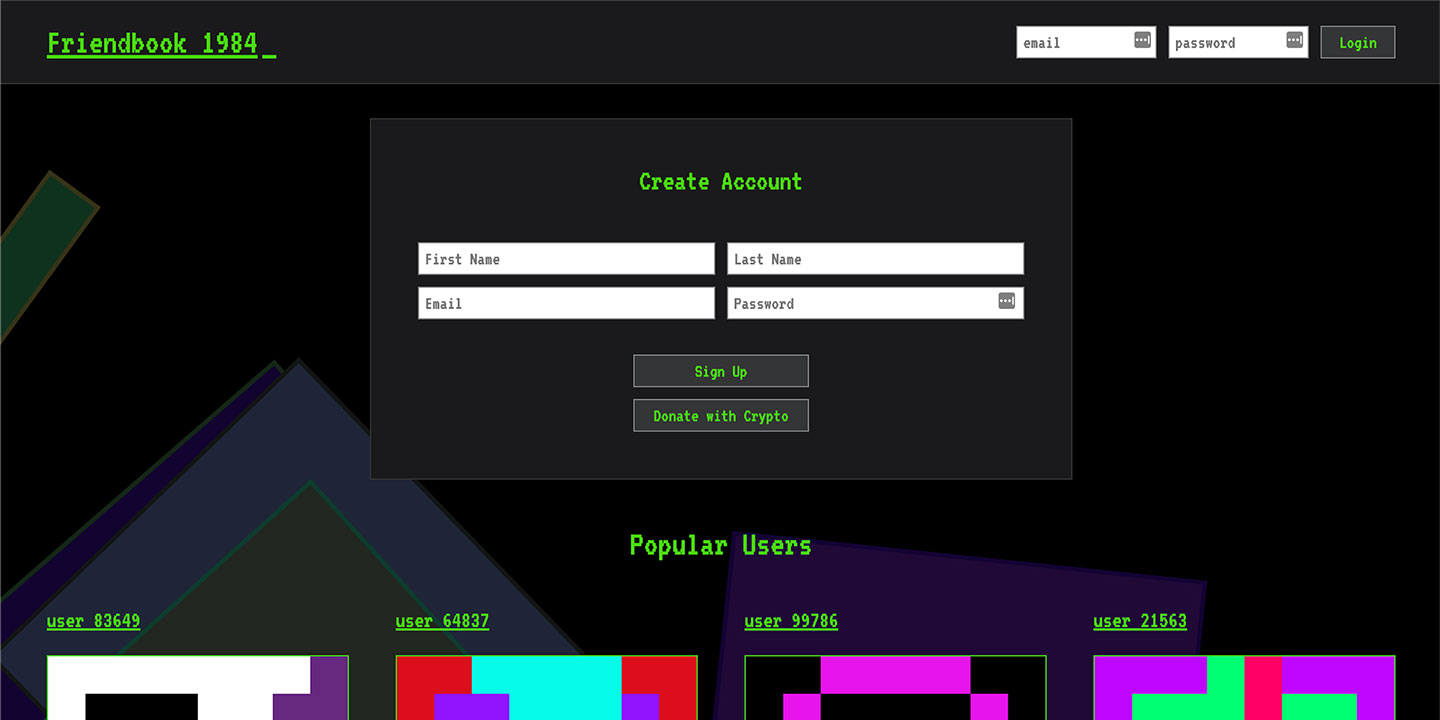 Friendbook 1984_
email
password
Login
Create Account
First Name
Last Name
Email
Password
Sign Up
Donate with Crypto
Popular Users
user 83649
user 64837
user 99786
user 21563